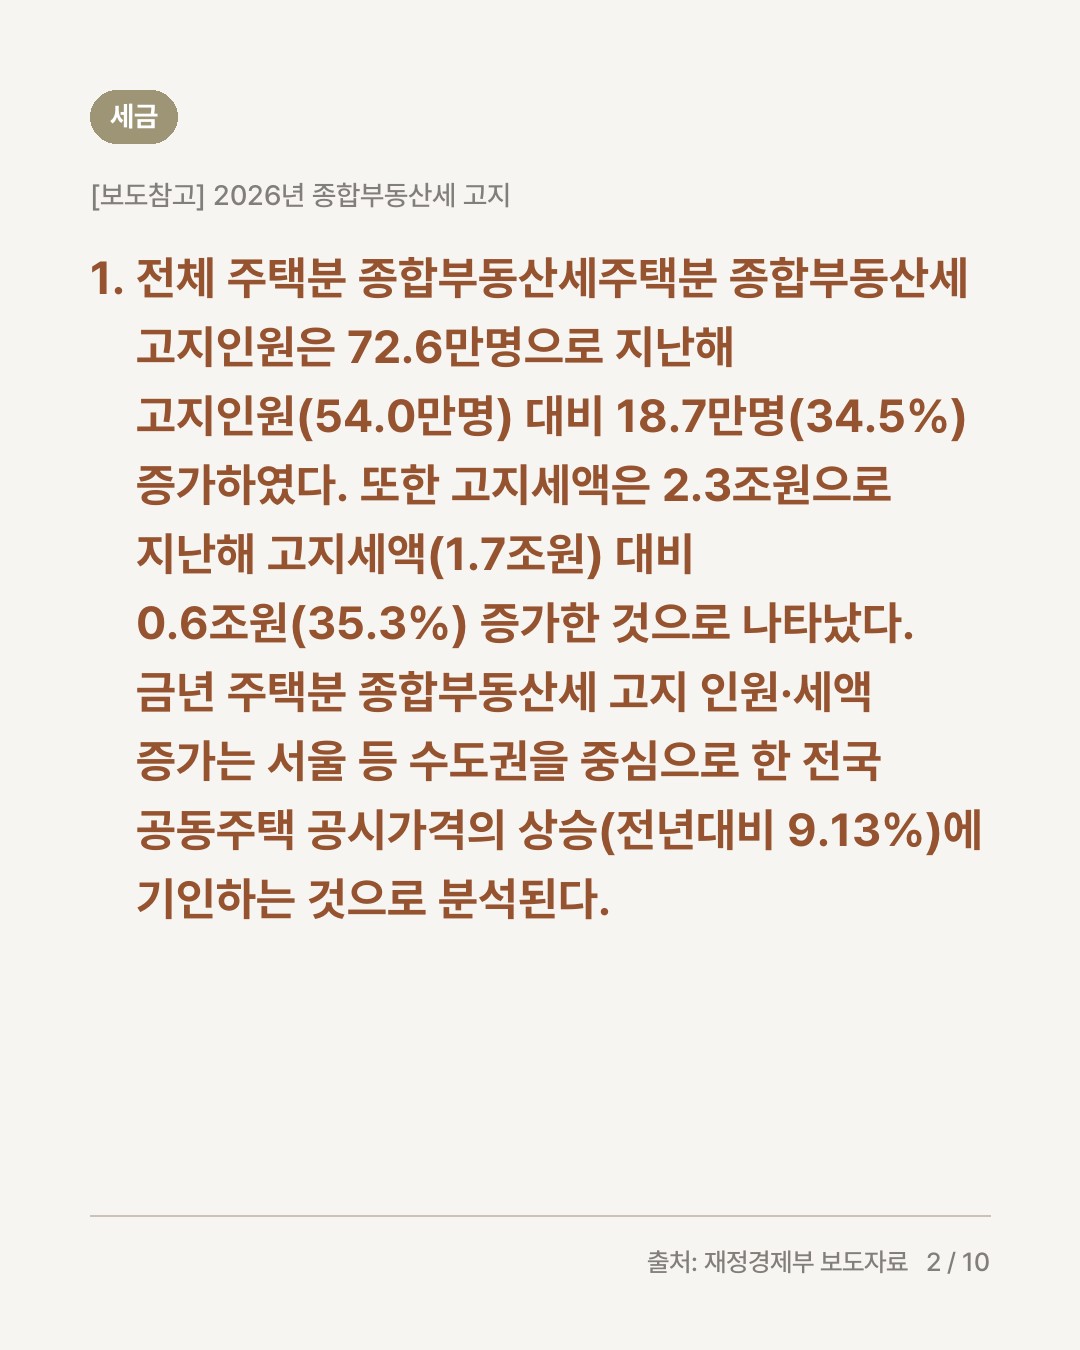 세금
[보도참고] 2026년 종합부동산세 고지
1. 전체 주택분 종합부동산세주택분 종합부동산세
고지인원은 72.6만명으로 지난해
고지인원(54.0만명) 대비 18.7만명(34.5%)
증가하였다. 또한 고지세액은 2.3조원으로
지난해 고지세액(1.7조원) 대비
0.6조원(35.3%) 증가한 것으로 나타났다.
금년 주택분 종합부동산세 고지 인원·세액
증가는 서울 등 수도권을 중심으로 한 전국
공동주택 공시가격의 상승(전년대비 9.13%)에
기인하는 것으로 분석된다.
출처: 재정경제부 보도자료 2 / 10